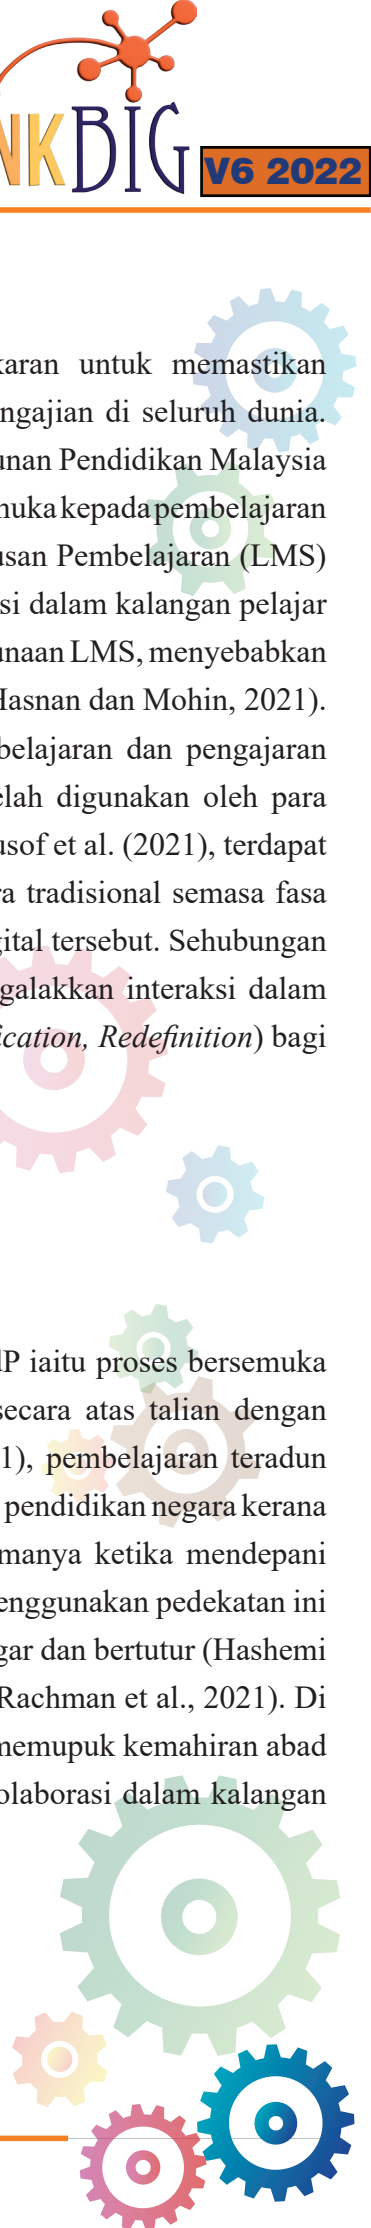 NKBIG
V6 2022
karan untuk memastikan
ngajian di seluruh dunia.
unan Pendidikan Malaysia
muka kepada pembelajaran
usan Pembelajaran (LMS)
si dalam kalangan pelajar
unaan LMS, menyebabkan
Hasnan dan Mohin, 2021).
belajaran dan pengajaran
elah digunakan oleh para
usof et al. (2021), terdapat
ra tradisional semasa fasa
gital tersebut. Sehubungan
galakkan interaksi dalam
ication, Redefinition) bagi
dP iaitu proses bersemuka
secara atas talian dengan
1), pembelajaran teradun
pendidikan negara kerana
manya ketika mendepani
enggunakan pedekatan ini
gar dan bertutur (Hashemi
Rachman et al., 2021). Di
memupuk kemahiran abad
olaborasi dalam kalangan